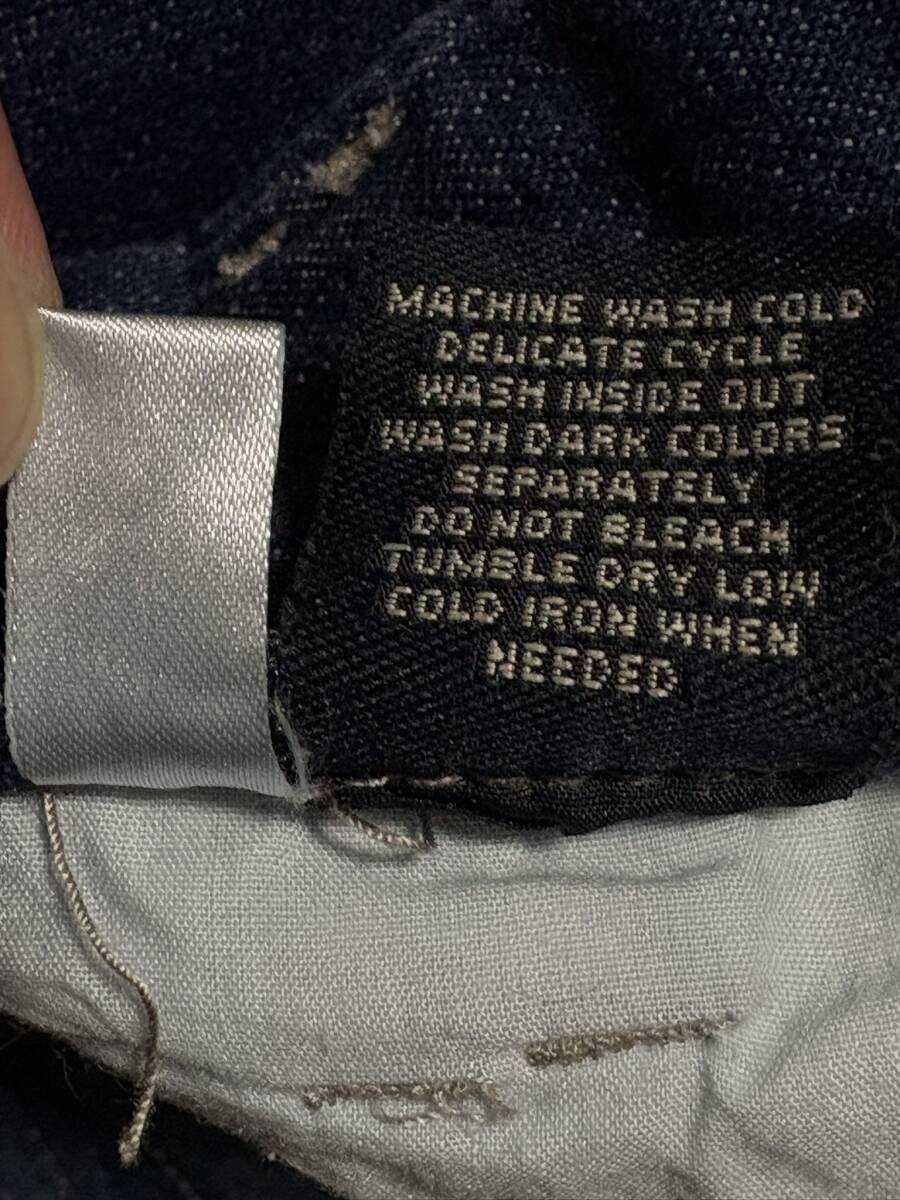 MACHINE WASH COLD
DELICATE CYCLE
WASH INSIDE OUT
WASH DARK COLORS
SEPARATELY
DO NOT BLEACH
TUMBLE DRY LOW
COLD IRON WHEN
NEEDED